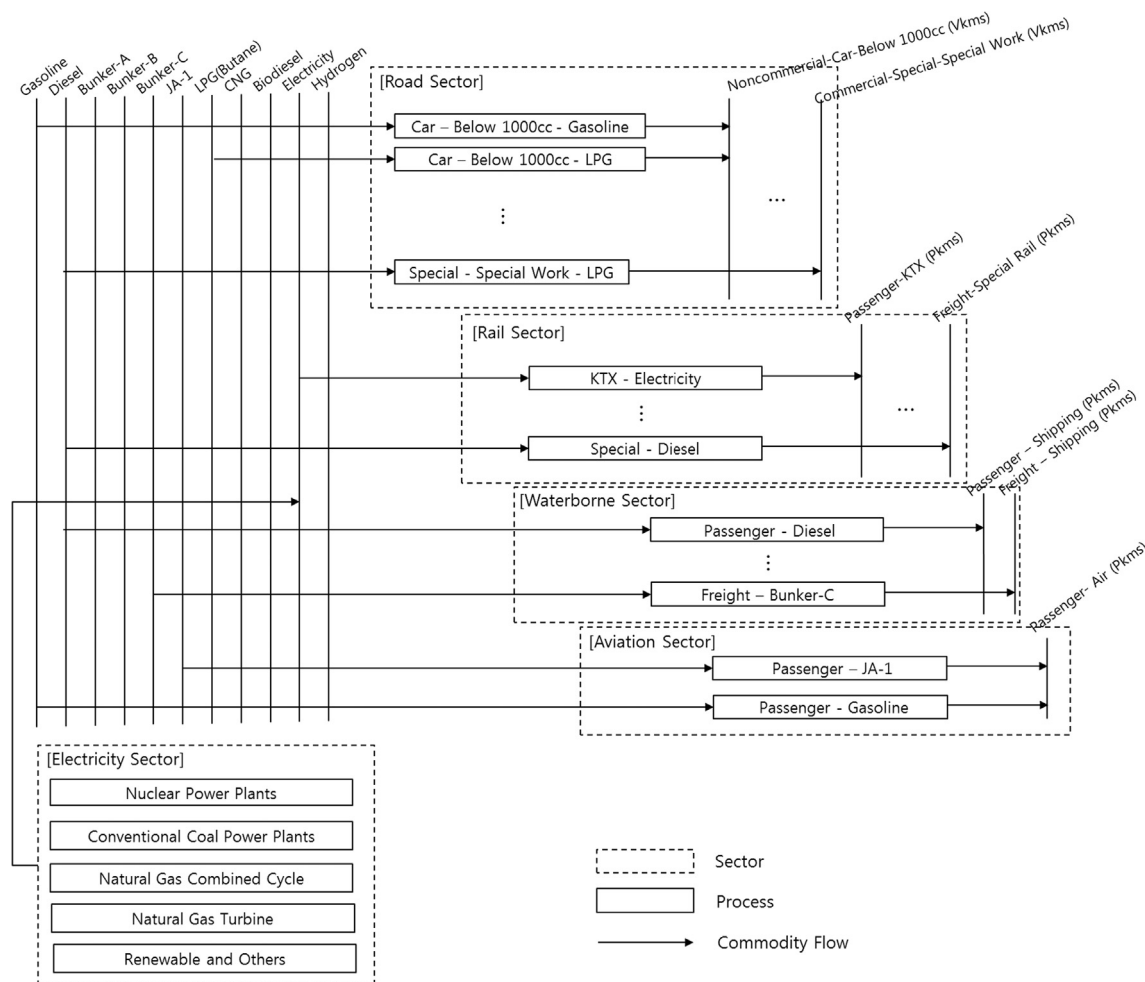 Gasoline
Diesel
Bunker-A
Bunker-B
Bunker-C
JA-1
LPG(Butane)
CNG
Biodiesel
Electricity
Hydrogen
Noncommercial-Car-Below 1000cc (Vkms)
Commercial-Special-Special Work (Vkms)
[Road Sector]
Car – Below 1000cc - Gasoline
Car – Below 1000cc - LPG
⋮
...
Special - Special Work - LPG
Passenger-KTX (Pkms)
Freight-Special Rail (Pkms)
[Rail Sector]
KTX - Electricity
⋮
...
Special - Diesel
Passenger – Shipping (Pkms)
Freight – Shipping (Pkms)
[Waterborne Sector]
Passenger - Diesel
⋮
Freight – Bunker-C
Passenger- Air (Pkms)
[Aviation Sector]
Passenger – JA-1
Passenger - Gasoline
[Electricity Sector]
Nuclear Power Plants
Conventional Coal Power Plants
Natural Gas Combined Cycle
Natural Gas Turbine
Renewable and Others
Sector
Process
Commodity Flow